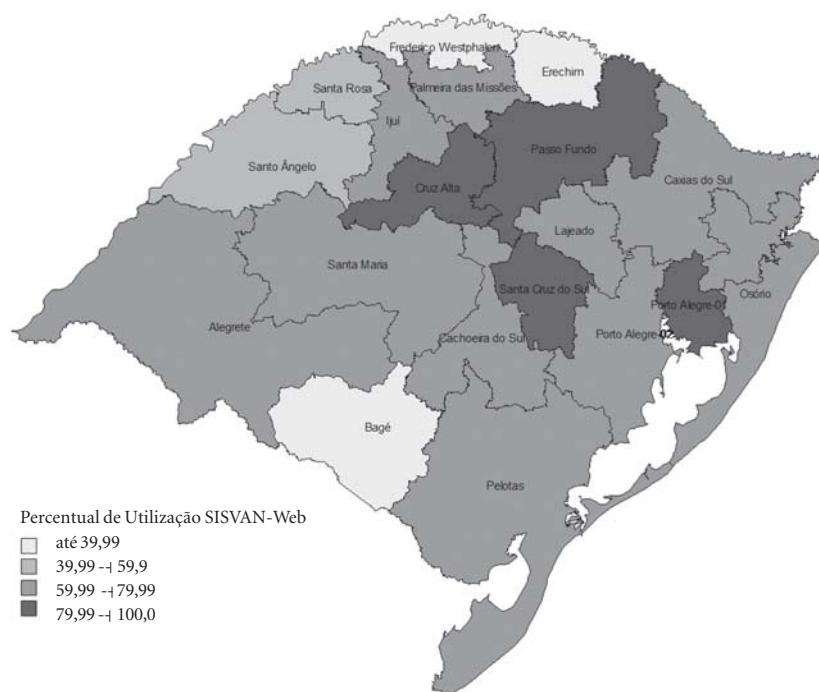 Frederico Westphalen
Erechim
Santa Rosa
Palmeira das Missões
Ijuí
Passo Fundo
Santo Ângelo
Cruz Alta
Caxias do Sul
Lajeado
Santa Maria
Santa Cruz do Sul
Porto Alegre-01
Osório
Alegrete
Cachoeira do Sul
Porto Alegre-02
Bagé
Pelotas
Percentual de Utilização SISVAN-Web
até 39,99
39,99 --| 59,9
59,99 --| 79,99
79,99 --| 100,0